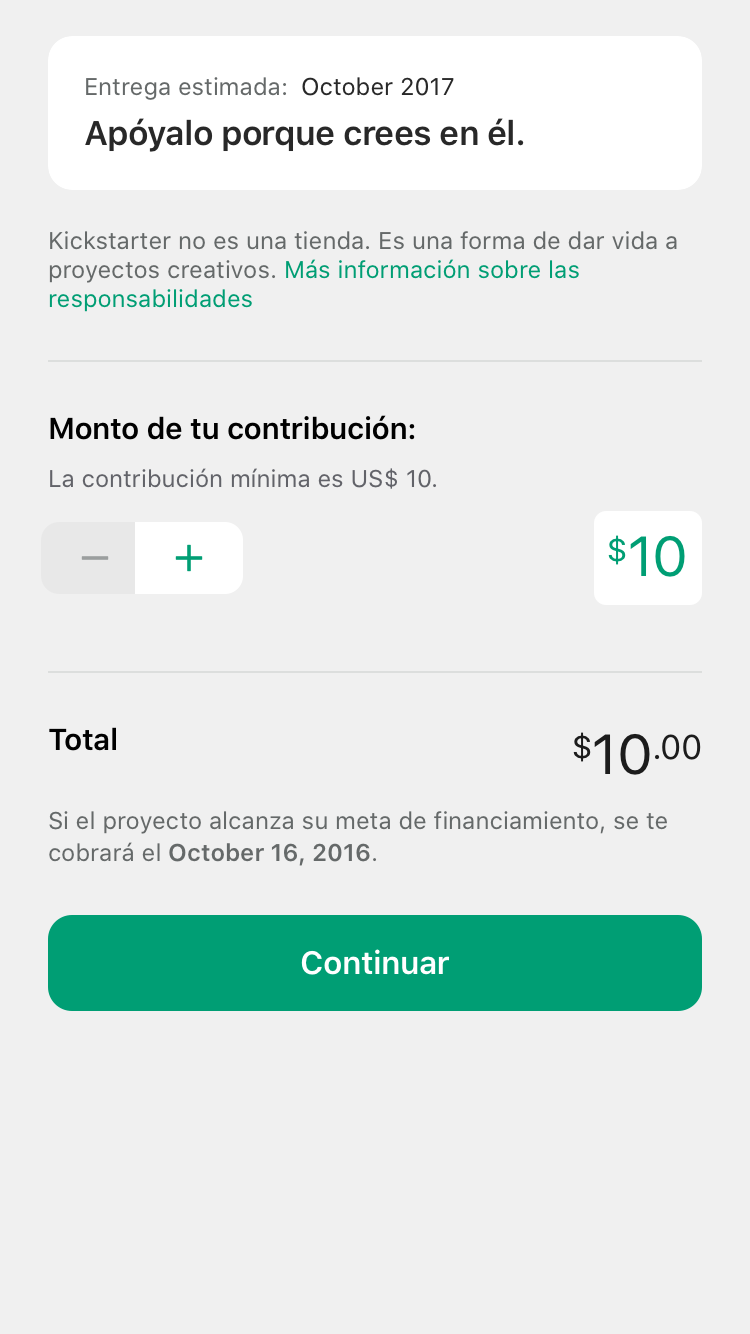 Entrega estimada: October 2017
Apóyalo porque crees en él.
Kickstarter no es una tienda. Es una forma de dar vida a
proyectos creativos. Más información sobre las
responsabilidades
Monto de tu contribución:
La contribución mínima es US$ 10.
− + $10
Total $10.00
Si el proyecto alcanza su meta de financiamiento, se te
cobrará el October 16, 2016.
Continuar